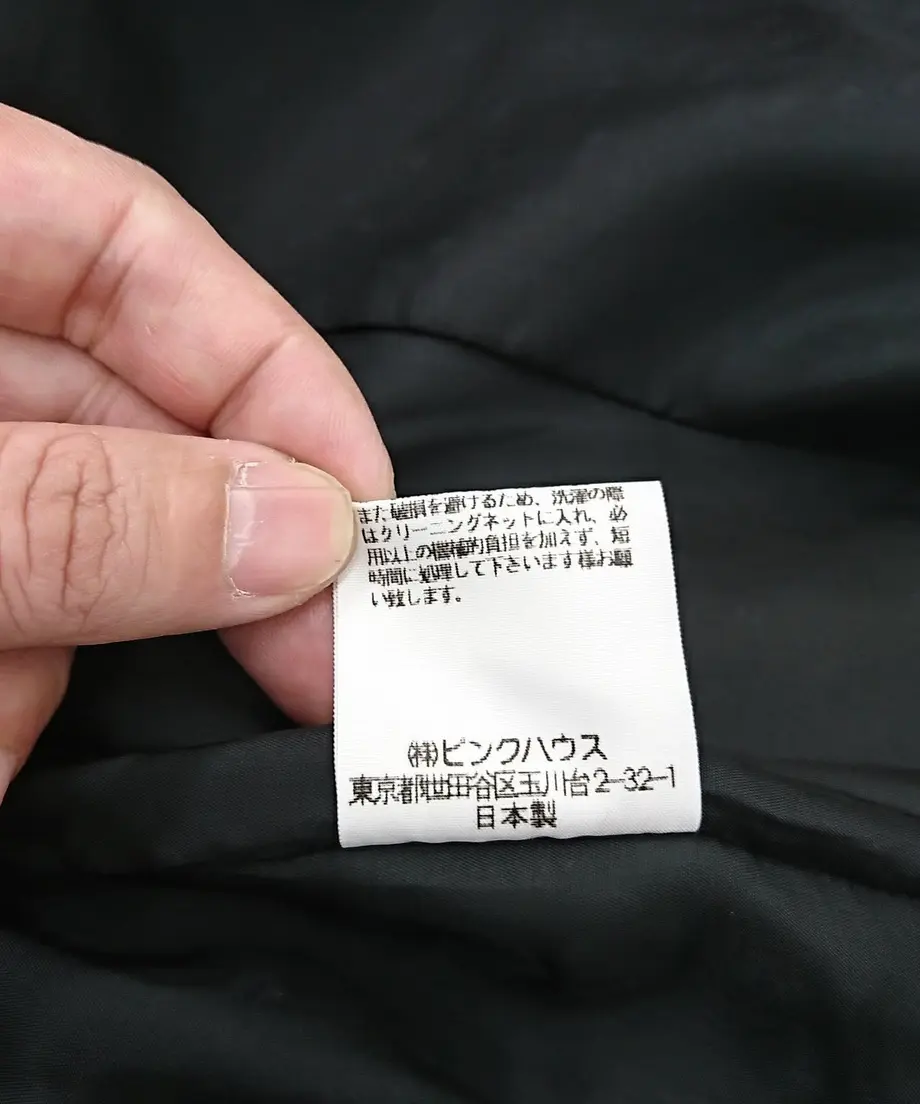 また破損を避けるため、洗濯の際
はクリーニングネットに入れ、必
用以上の機械的負担を加えず、短
時間に処理して下さいます様お願
い致します。
㈱ピンクハウス
東京都世田谷区玉川台2-32-1
日本製